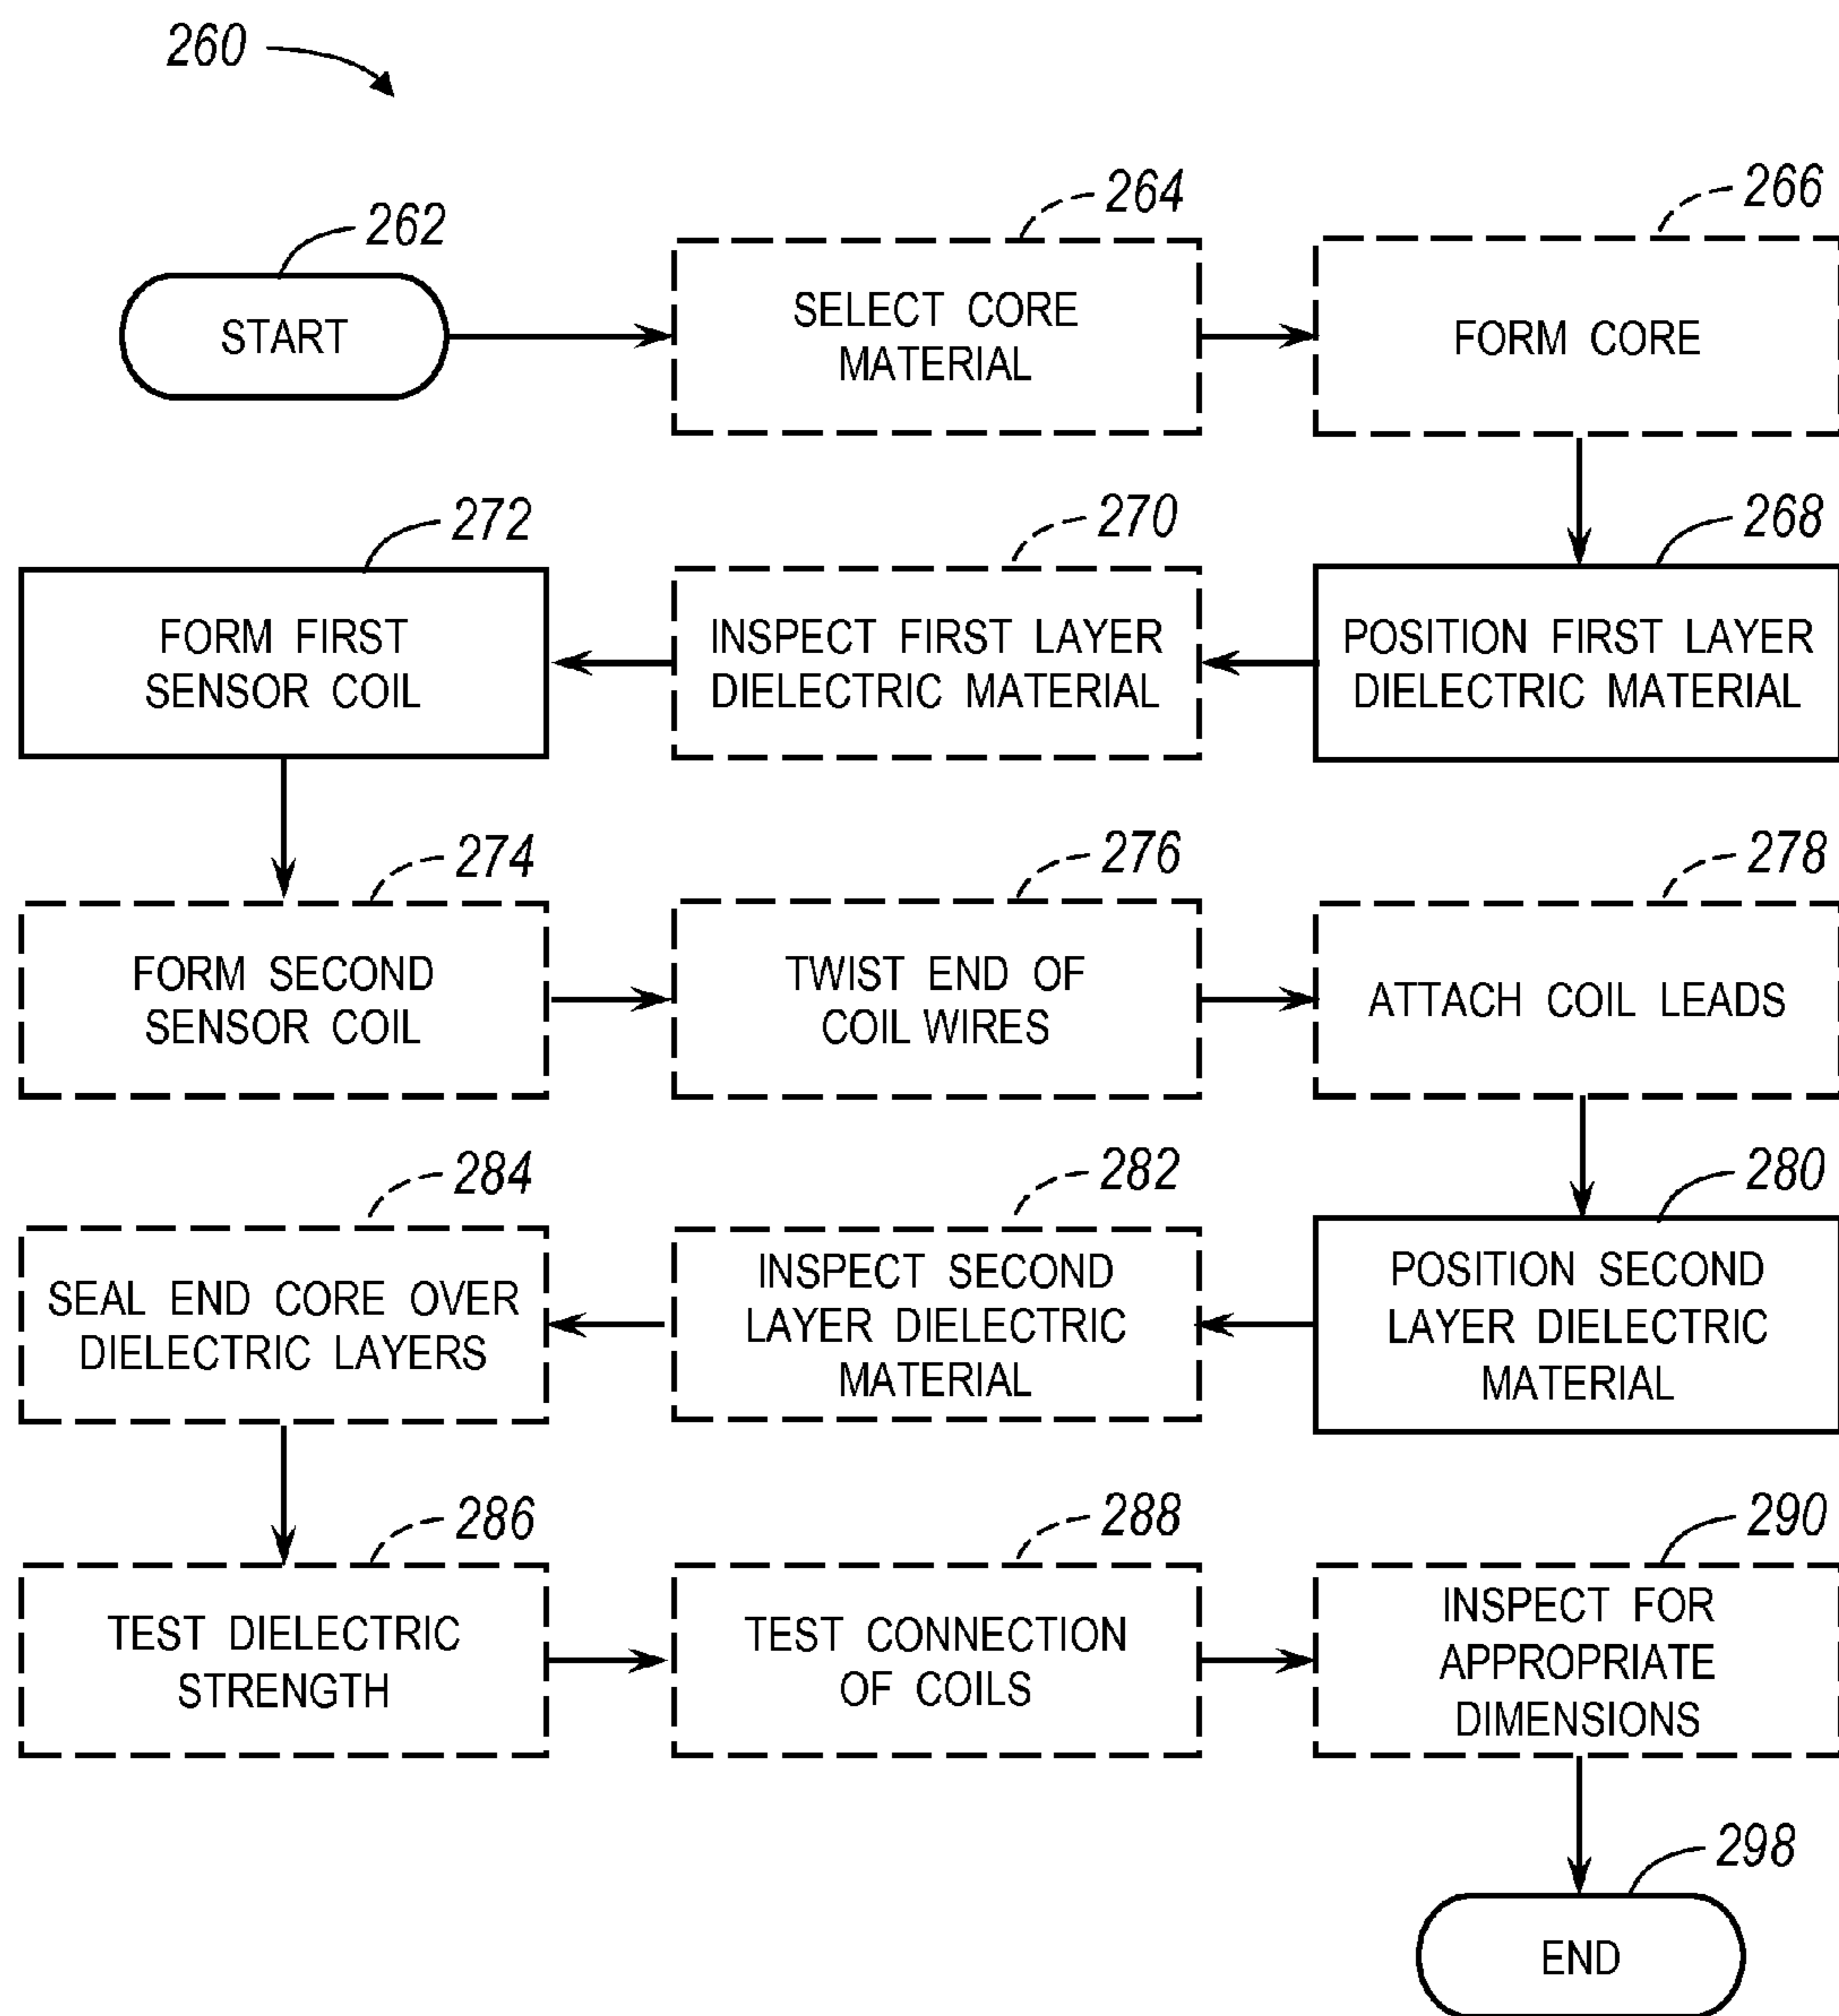 260
262
START
264
SELECT CORE
MATERIAL
266
FORM CORE
268
POSITION FIRST LAYER
DIELECTRIC MATERIAL
270
INSPECT FIRST LAYER
DIELECTRIC MATERIAL
272
FORM FIRST
SENSOR COIL
274
FORM SECOND
SENSOR COIL
276
TWIST END OF
COIL WIRES
278
ATTACH COIL LEADS
280
POSITION SECOND
LAYER DIELECTRIC
MATERIAL
282
INSPECT SECOND
LAYER DIELECTRIC
MATERIAL
284
SEAL END CORE OVER
DIELECTRIC LAYERS
286
TEST DIELECTRIC
STRENGTH
288
TEST CONNECTION
OF COILS
290
INSPECT FOR
APPROPRIATE
DIMENSIONS
298
END